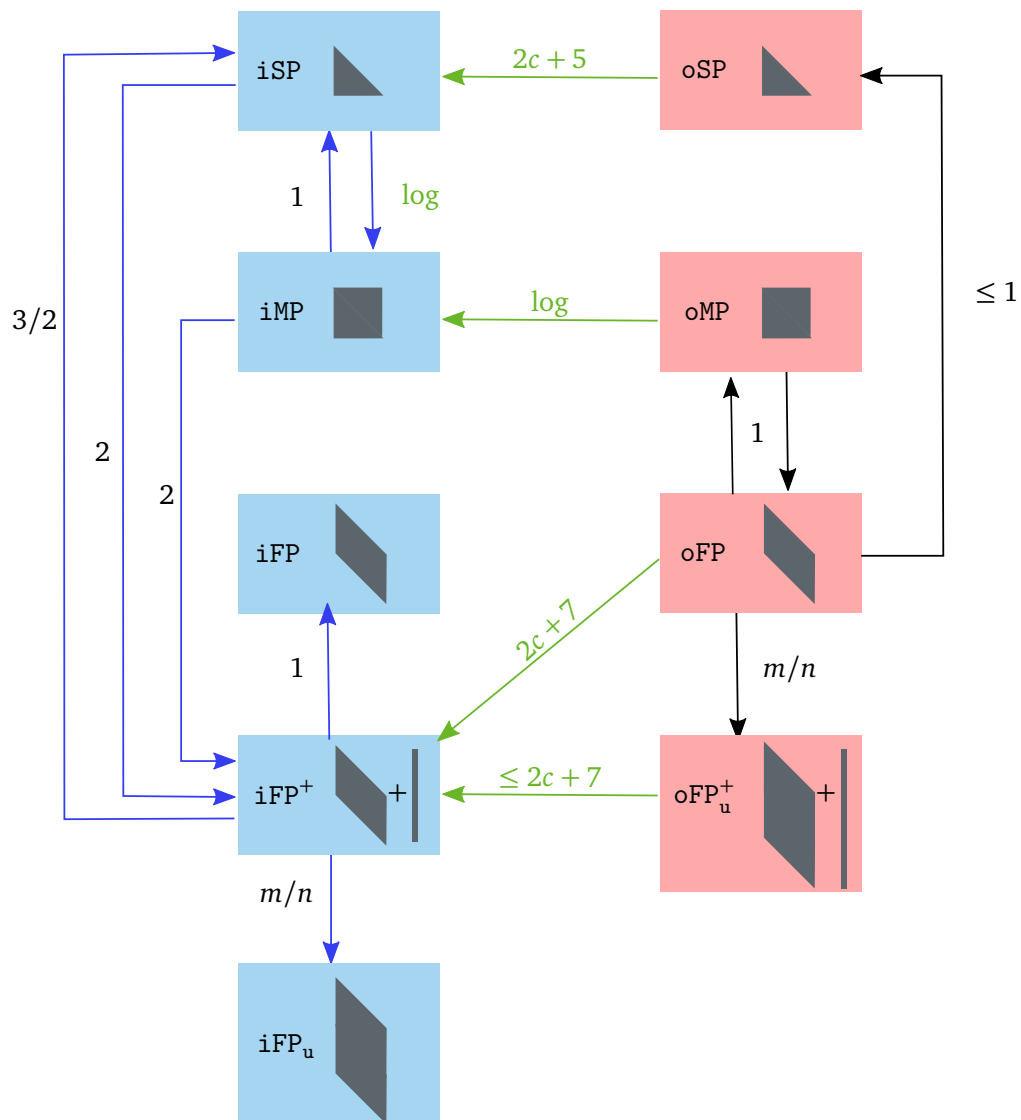 iSP
2c + 5
oSP
1
log
3/2
iMP
log
oMP
≤ 1
2
2
1
iFP
oFP
2c + 7
1
m/n
iFP⁺
+
≤ 2c + 7
oFPᵤ⁺
+
m/n
iFPᵤ